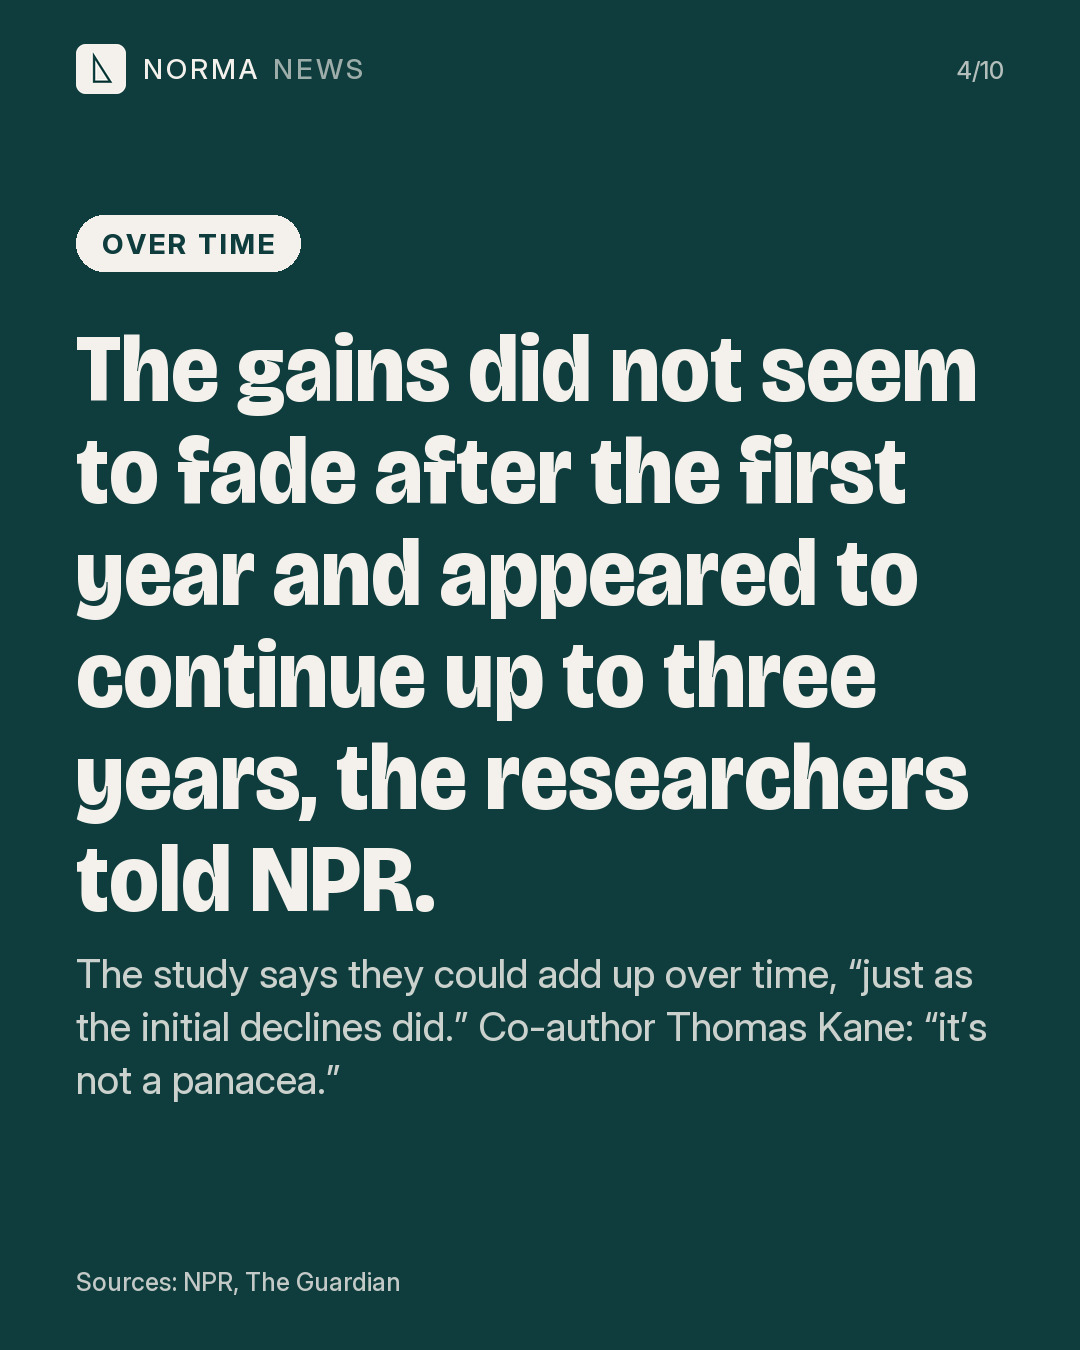 NORMA NEWS
4/10
OVER TIME
The gains did not seem
to fade after the first
year and appeared to
continue up to three
years, the researchers
told NPR.
The study says they could add up over time, “just as
the initial declines did.” Co-author Thomas Kane: “it’s
not a panacea.”
Sources: NPR, The Guardian